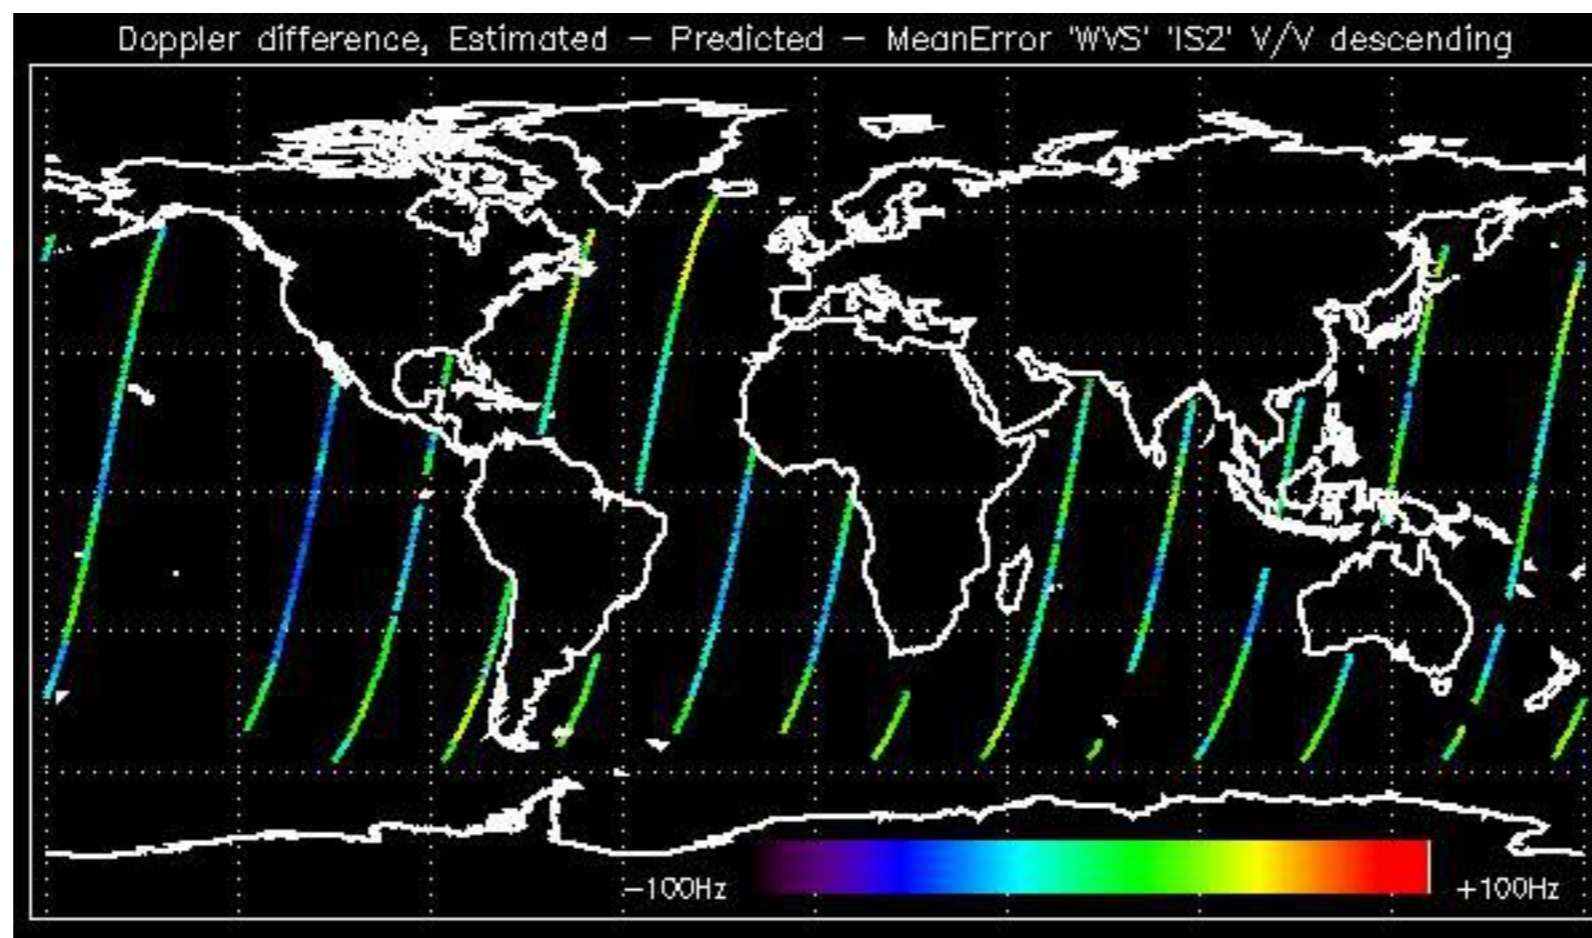 Doppler difference, Estimated – Predicted – MeanError 'WVS' 'IS2' V/V descending
-100Hz
+100Hz